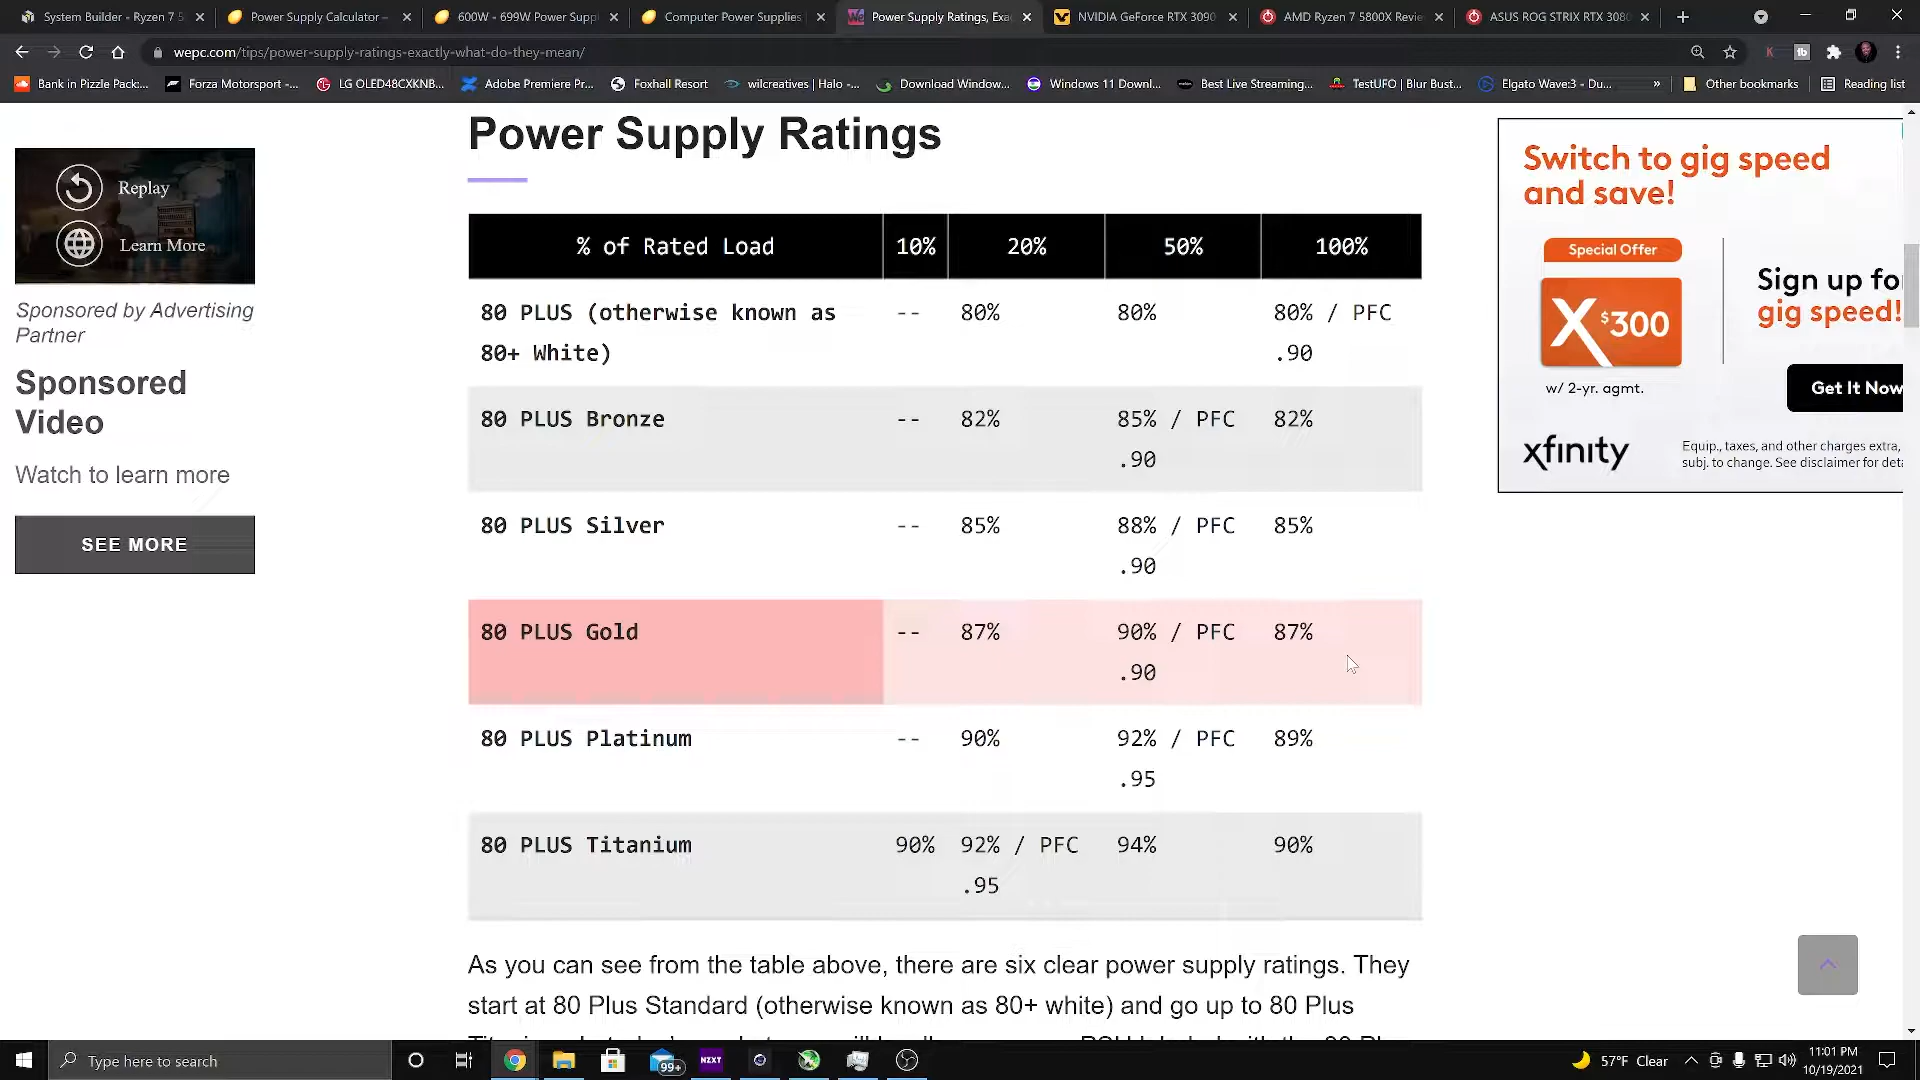 System Builder - Ryzen 7 5
Power Supply Calculator –
600W - 699W Power Suppl
Computer Power Supplies
Power Supply Ratings, Exa
NVIDIA GeForce RTX 3090
AMD Ryzen 7 5800X Revie
ASUS ROG STRIX RTX 3080
wepc.com/tips/power-supply-ratings-exactly-what-do-they-mean/
Bank in Pizzle Pack:...
Forza Motorsport -...
LG OLED48CXKNB...
Adobe Premiere Pr...
Foxhall Resort
wilcreatives | Halo -...
Download Window...
Windows 11 Downl...
Best Live Streaming...
TestUFO | Blur Bust...
Elgato Wave:3 - Du...
»
Other bookmarks
Reading list
Replay
Learn More
Sponsored by Advertising
Partner
Sponsored
Video
Watch to learn more
SEE MORE
Power Supply Ratings
% of Rated Load 10% 20% 50% 100%
80 PLUS (otherwise known as -- 80% 80% 80% / PFC
80+ White) .90
80 PLUS Bronze -- 82% 85% / PFC 82%
.90
80 PLUS Silver -- 85% 88% / PFC 85%
.90
80 PLUS Gold -- 87% 90% / PFC 87%
.90
80 PLUS Platinum -- 90% 92% / PFC 89%
.95
80 PLUS Titanium 90% 92% / PFC 94% 90%
.95
As you can see from the table above, there are six clear power supply ratings. They
start at 80 Plus Standard (otherwise known as 80+ white) and go up to 80 Plus
Switch to gig speed
and save!
Special Offer
X $300
w/ 2-yr. agmt.
Sign up fo
gig speed!
Get It Now
xfinity
Equip., taxes, and other charges extra,
subj. to change. See disclaimer for deta
Type here to search
99+
NZXT
57°F Clear
11:01 PM
10/19/2021